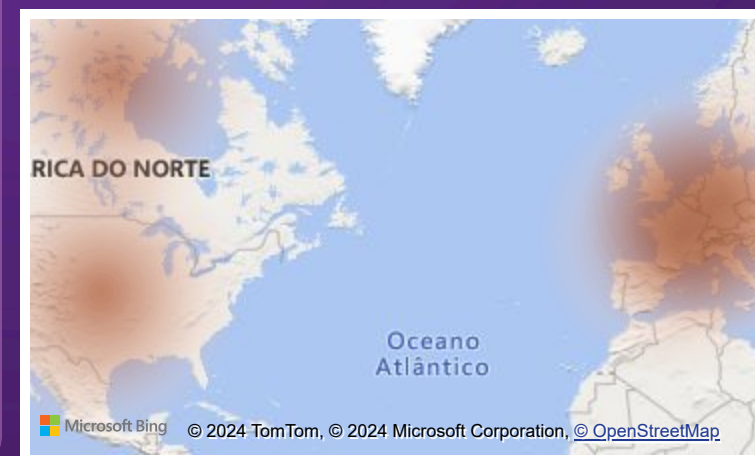 RICA DO NORTE
Oceano
Atlântico
Microsoft Bing
© 2024 TomTom, © 2024 Microsoft Corporation, © OpenStreetMap